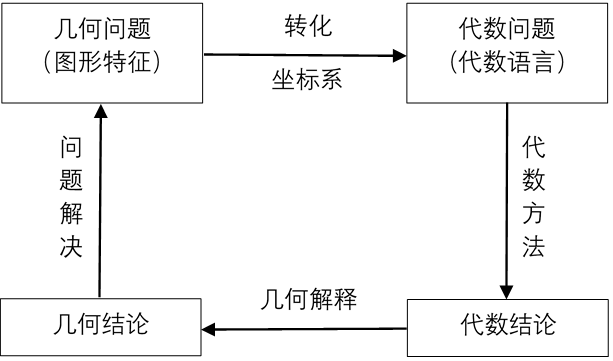 几何问题
（图形特征）
转化
坐标系
代数问题
（代数语言）
问题解决
代数方法
几何解释
几何结论
代数结论